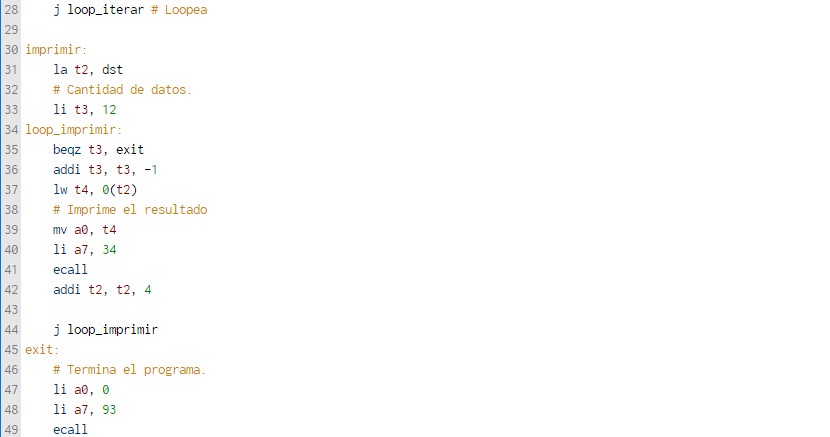 28 j loop_iterar # Loopea
29
30 imprimir:
31 la t2, dst
32 # Cantidad de datos.
33 li t3, 12
34 loop_imprimir:
35 beqz t3, exit
36 addi t3, t3, -1
37 lw t4, 0(t2)
38 # Imprime el resultado
39 mv a0, t4
40 li a7, 34
41 ecall
42 addi t2, t2, 4
43
44 j loop_imprimir
45 exit:
46 # Termina el programa.
47 li a0, 0
48 li a7, 93
49 ecall